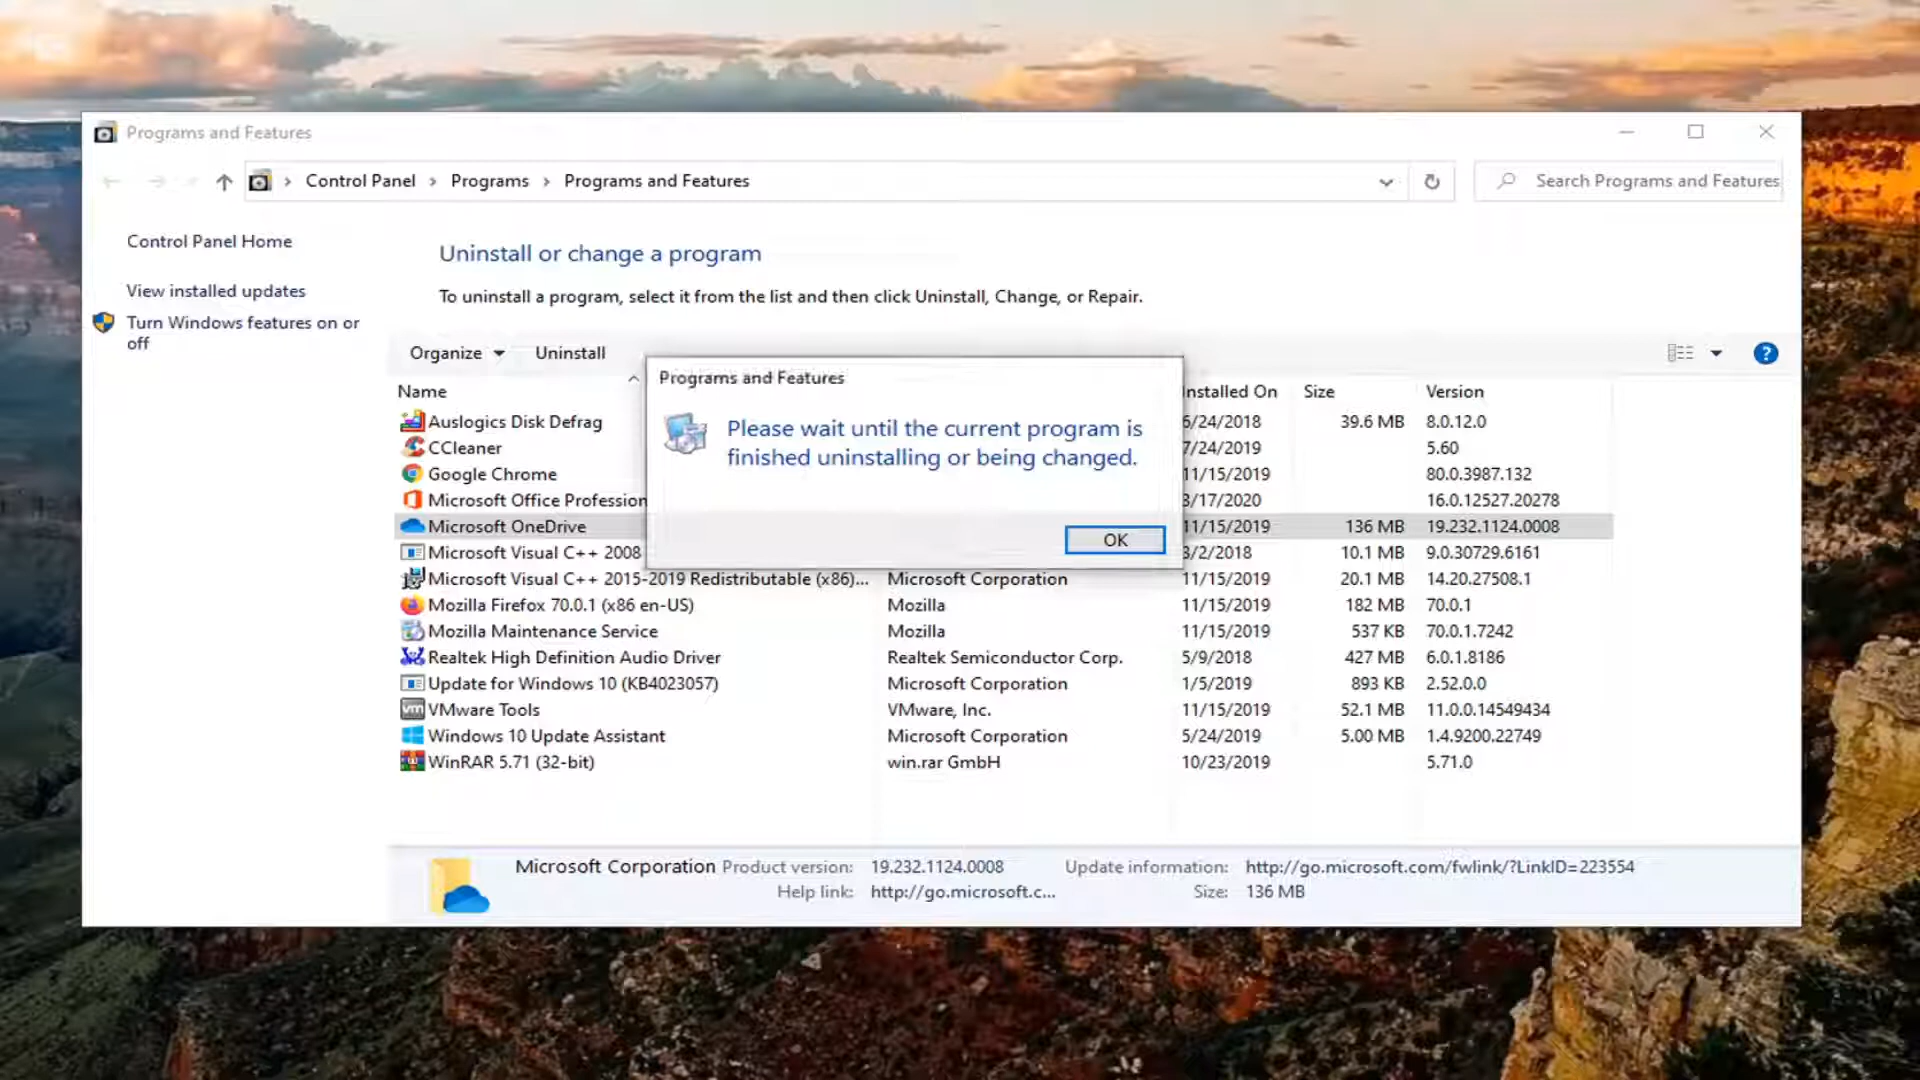 Programs and Features
Control Panel > Programs > Programs and Features
Search Programs and Features
Control Panel Home
View installed updates
Turn Windows features on or
off
Uninstall or change a program
To uninstall a program, select it from the list and then click Uninstall, Change, or Repair.
Organize Uninstall
?
Programs and Features
Please wait until the current program is
finished uninstalling or being changed.
OK
Name Installed On Size Version
Auslogics Disk Defrag 6/24/2018 39.6 MB 8.0.12.0
CCleaner 7/24/2019 5.60
Google Chrome 11/15/2019 80.0.3987.132
Microsoft Office Profession 3/17/2020 16.0.12527.20278
Microsoft OneDrive 11/15/2019 136 MB 19.232.1124.0008
Microsoft Visual C++ 2008 3/2/2018 10.1 MB 9.0.30729.6161
Microsoft Visual C++ 2015-2019 Redistributable (x86)... Microsoft Corporation 11/15/2019 20.1 MB 14.20.27508.1
Mozilla Firefox 70.0.1 (x86 en-US) Mozilla 11/15/2019 182 MB 70.0.1
Mozilla Maintenance Service Mozilla 11/15/2019 537 KB 70.0.1.7242
Realtek High Definition Audio Driver Realtek Semiconductor Corp. 5/9/2018 427 MB 6.0.1.8186
Update for Windows 10 (KB4023057) Microsoft Corporation 1/5/2019 893 KB 2.52.0.0
vm VMware Tools VMware, Inc. 11/15/2019 52.1 MB 11.0.0.14549434
Windows 10 Update Assistant Microsoft Corporation 5/24/2019 5.00 MB 1.4.9200.22749
WinRAR 5.71 (32-bit) win.rar GmbH 10/23/2019 5.71.0
Microsoft Corporation Product version: 19.232.1124.0008 Update information: http://go.microsoft.com/fwlink/?LinkID=223554
Help link: http://go.microsoft.c... Size: 136 MB